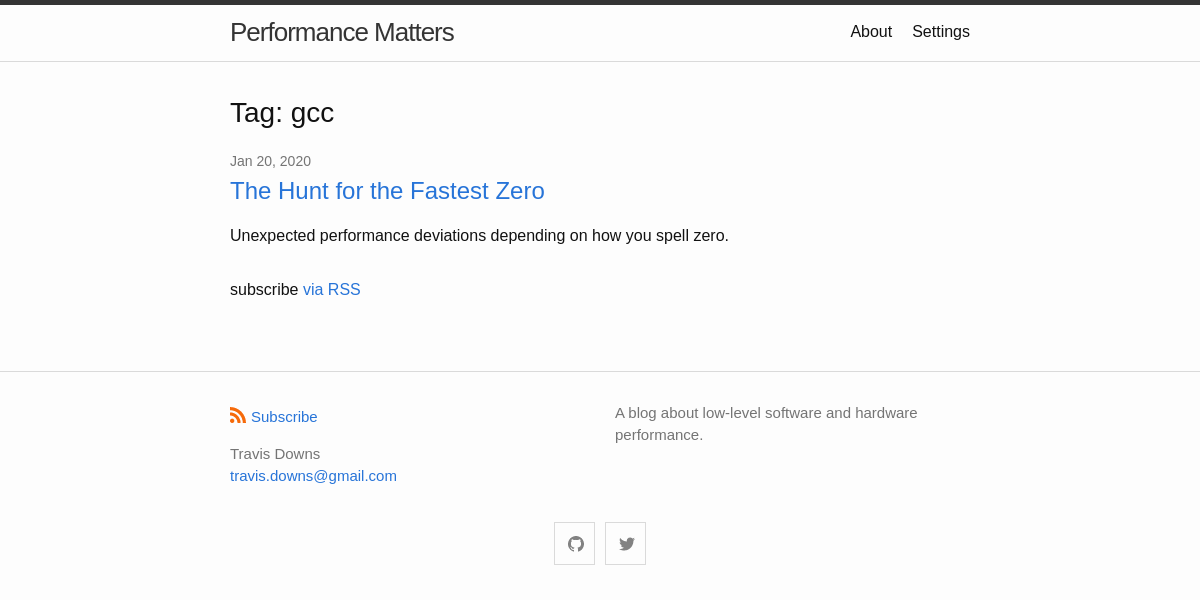 Performance Matters
About Settings
Tag: gcc
Jan 20, 2020
The Hunt for the Fastest Zero
Unexpected performance deviations depending on how you spell zero.
subscribe via RSS
Subscribe
Travis Downs
travis.downs@gmail.com
A blog about low-level software and hardware
performance.